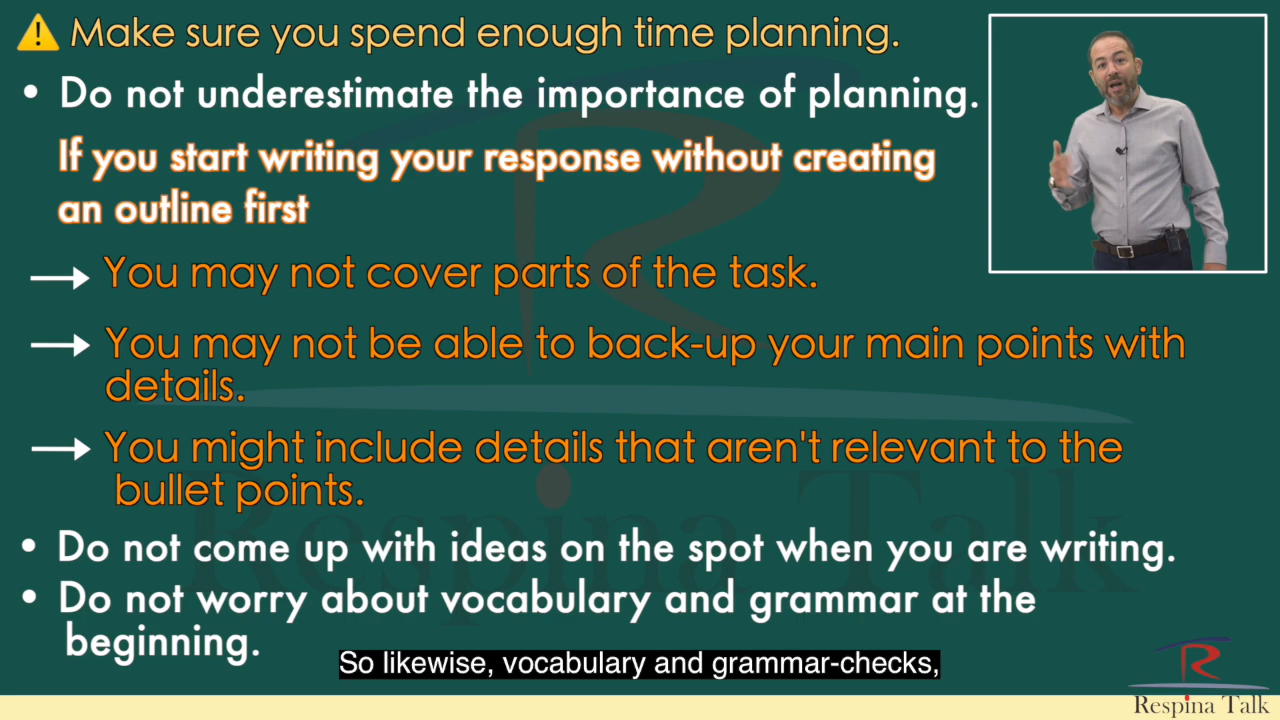 ⚠️ Make sure you spend enough time planning.
• Do not underestimate the importance of planning.
If you start writing your response without creating
an outline first
→ You may not cover parts of the task.
→ You may not be able to back-up your main points with
details.
→ You might include details that aren't relevant to the
bullet points.
• Do not come up with ideas on the spot when you are writing.
• Do not worry about vocabulary and grammar at the
beginning.
So likewise, vocabulary and grammar-checks,
Respina Talk
Respina Talk